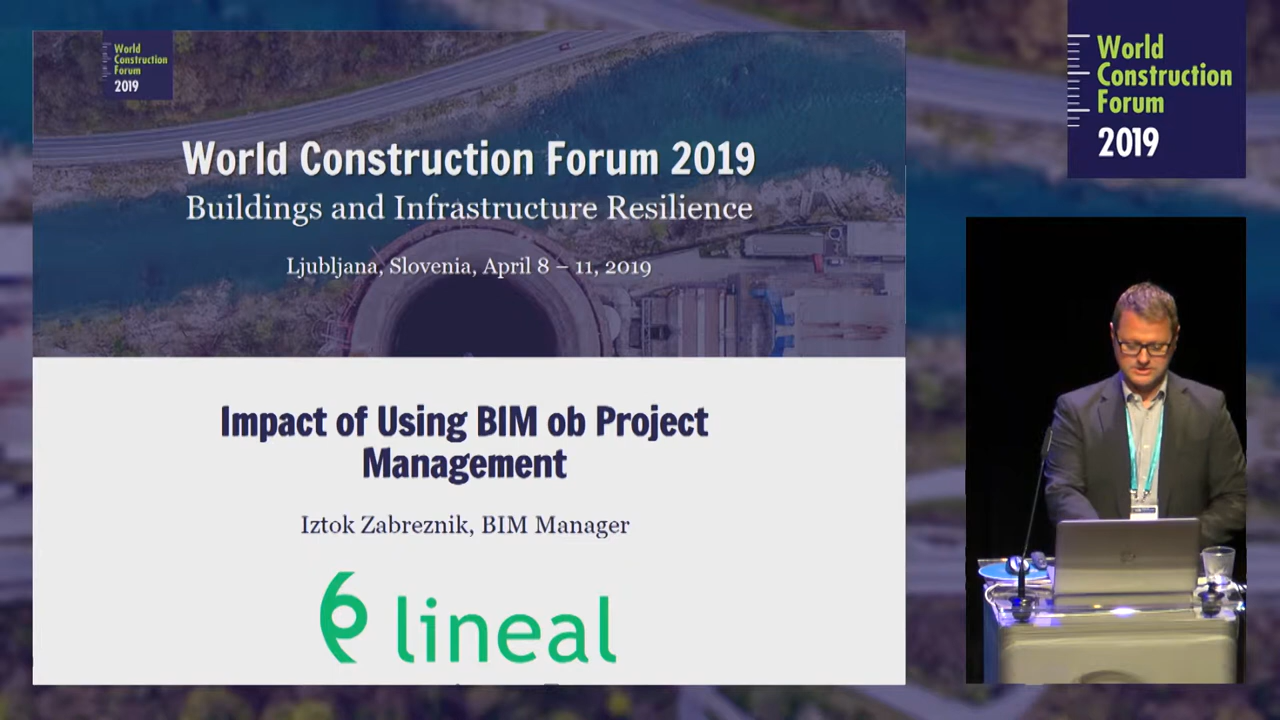 World
Construction
Forum
2019
World Construction Forum 2019
Buildings and Infrastructure Resilience
Ljubljana, Slovenia, April 8 – 11, 2019
Impact of Using BIM ob Project
Management
Iztok Zabreznik, BIM Manager
lineal
World
Construction
Forum
2019